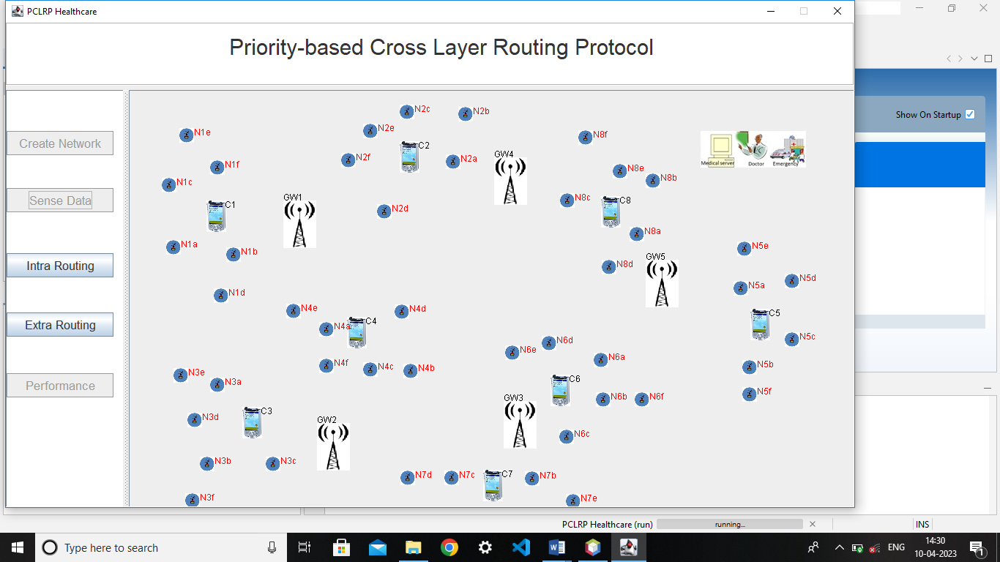 PCLRP Healthcare
Priority-based Cross Layer Routing Protocol
Show On Startup
Create Network
Sense Data
Intra Routing
Extra Routing
Performance
N2c
N2b
N2e
N1e
N8f
N2f
C2
N2a
GW4
Medical server
Doctor
Emergency
N1f
N8e
N8b
N1c
GW1
N8c
C8
C1
N2d
N8a
N1a
N1b
N5e
GW5
N8d
N5d
N5a
N1d
N4e
N4d
C5
N4a
C4
N5c
N6d
N6e
N6a
N4f
N4c
N4b
N5b
N3e
N3a
C6
N5f
GW3
N6b
N6f
C3
N3d
GW2
N6c
N3b
N3c
N7d
N7c
C7
N7b
N3f
N7e
PCLRP Healthcare (run)
running...
INS
Type here to search
ENG
14:30
10-04-2023
1